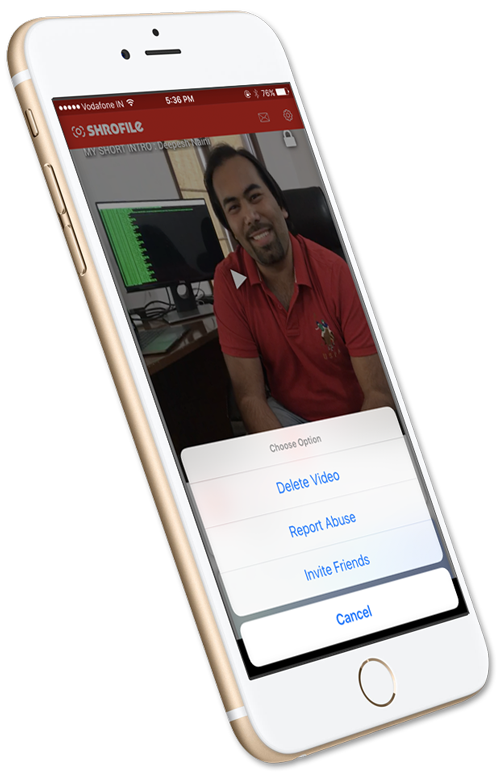 Vodafone IN 5:36 PM 76%
SHROFILE
MY SHORT INTRO : Deepesh Naini
Choose Option
Delete Video
Report Abuse
Invite Friends
Cancel